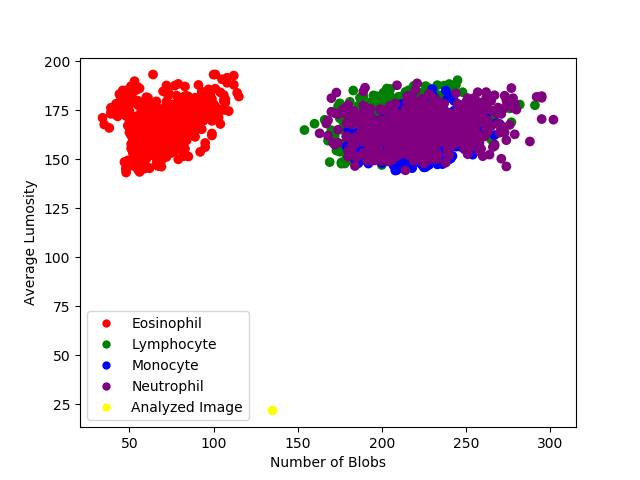 200
175
150
125
100
75
50
25
Average Lumosity
Eosinophil
Lymphocyte
Monocyte
Neutrophil
Analyzed Image
50 100 150 200 250 300
Number of Blobs